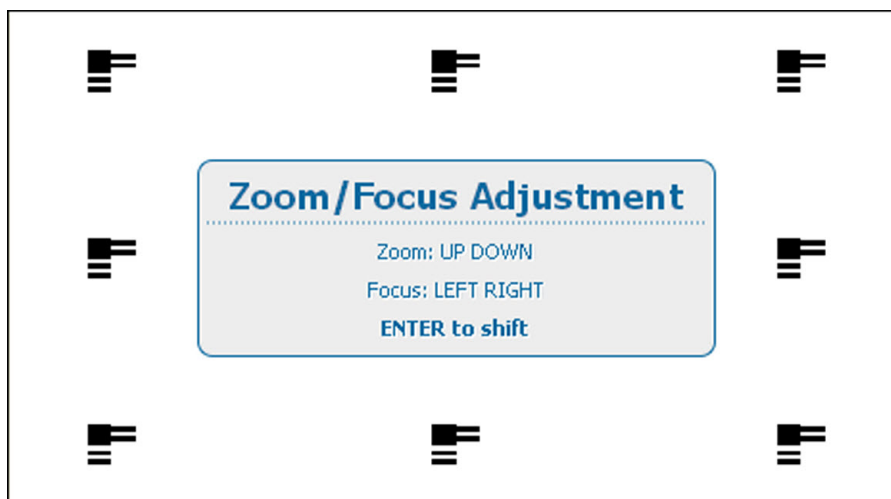 Zoom/Focus Adjustment
Zoom: UP DOWN
Focus: LEFT RIGHT
ENTER to shift